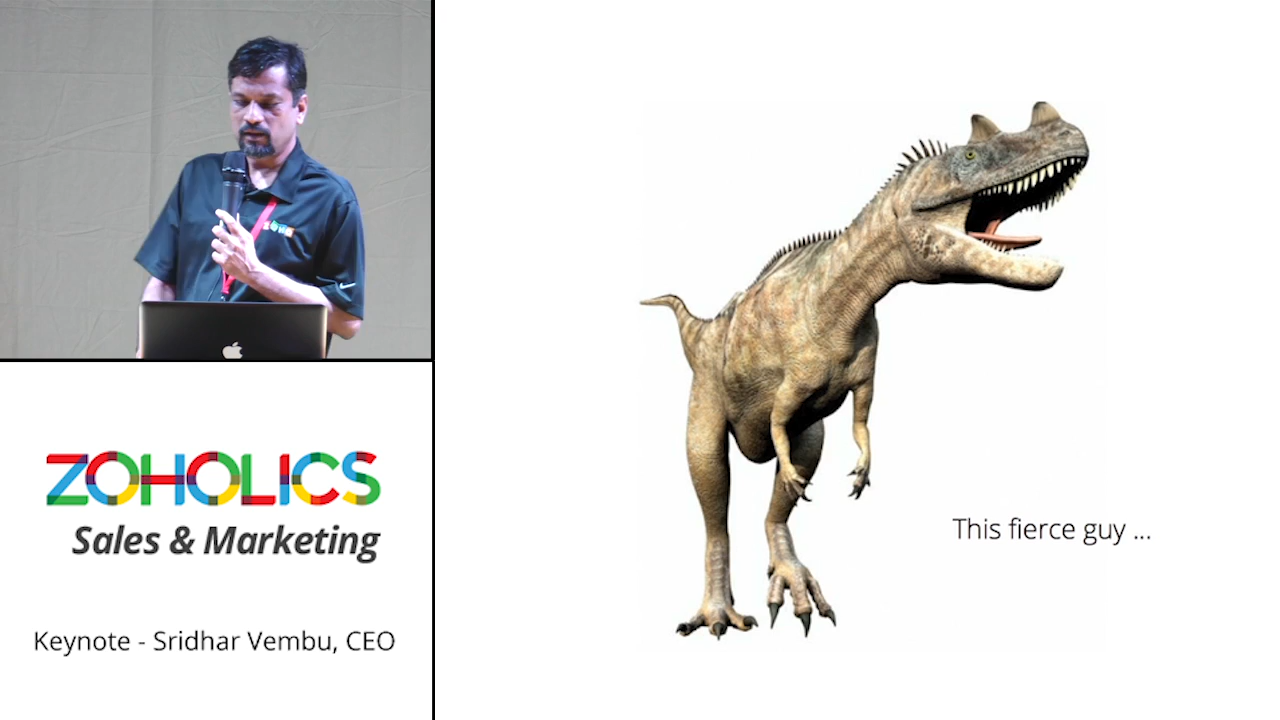 ZOHOLICS
Sales & Marketing
Keynote - Sridhar Vembu, CEO
This fierce guy ...